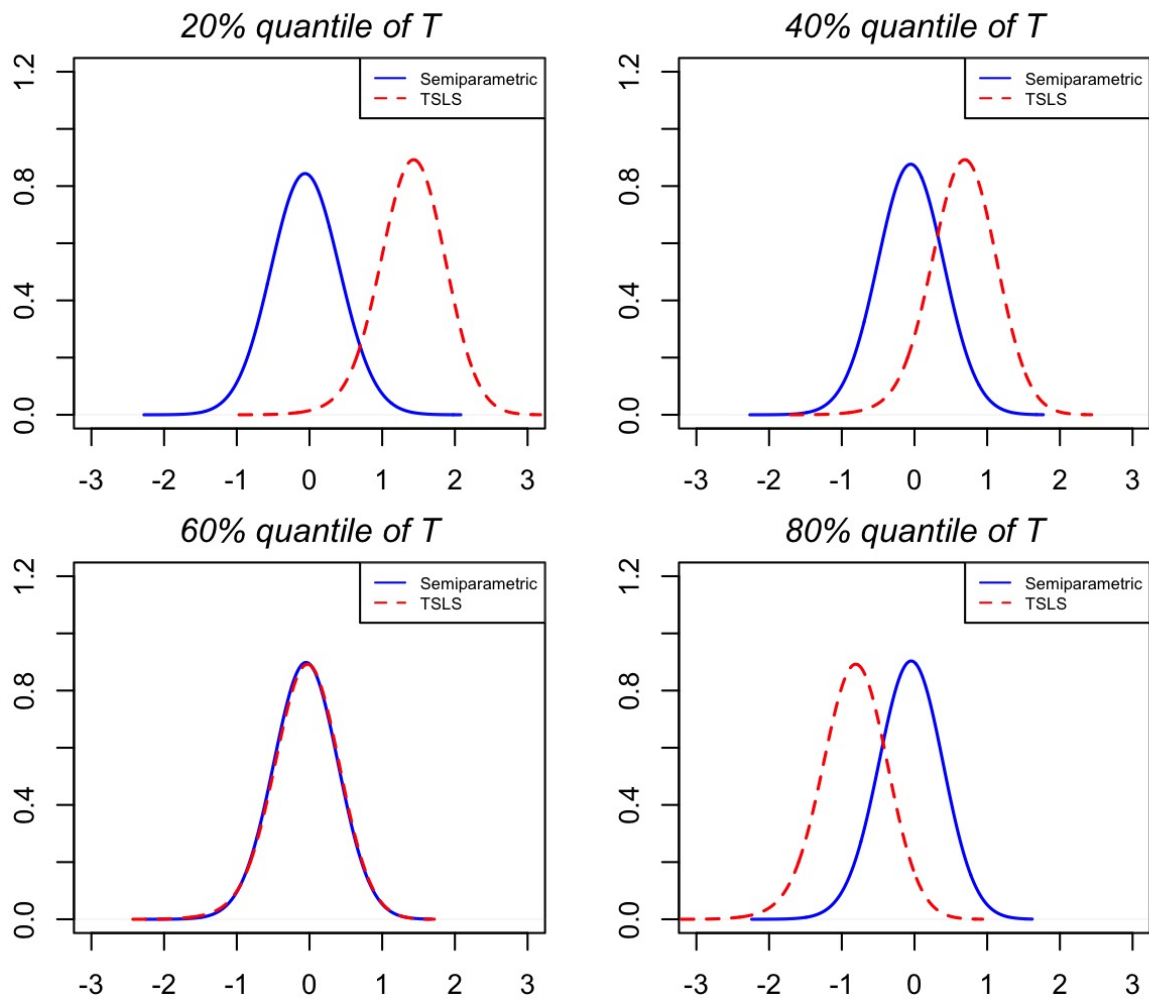 20% quantile of T
Semiparametric
TSLS
0.0 0.4 0.8 1.2
-3 -2 -1 0 1 2 3
40% quantile of T
Semiparametric
TSLS
0.0 0.4 0.8 1.2
-3 -2 -1 0 1 2 3
60% quantile of T
Semiparametric
TSLS
0.0 0.4 0.8 1.2
-3 -2 -1 0 1 2 3
80% quantile of T
Semiparametric
TSLS
0.0 0.4 0.8 1.2
-3 -2 -1 0 1 2 3